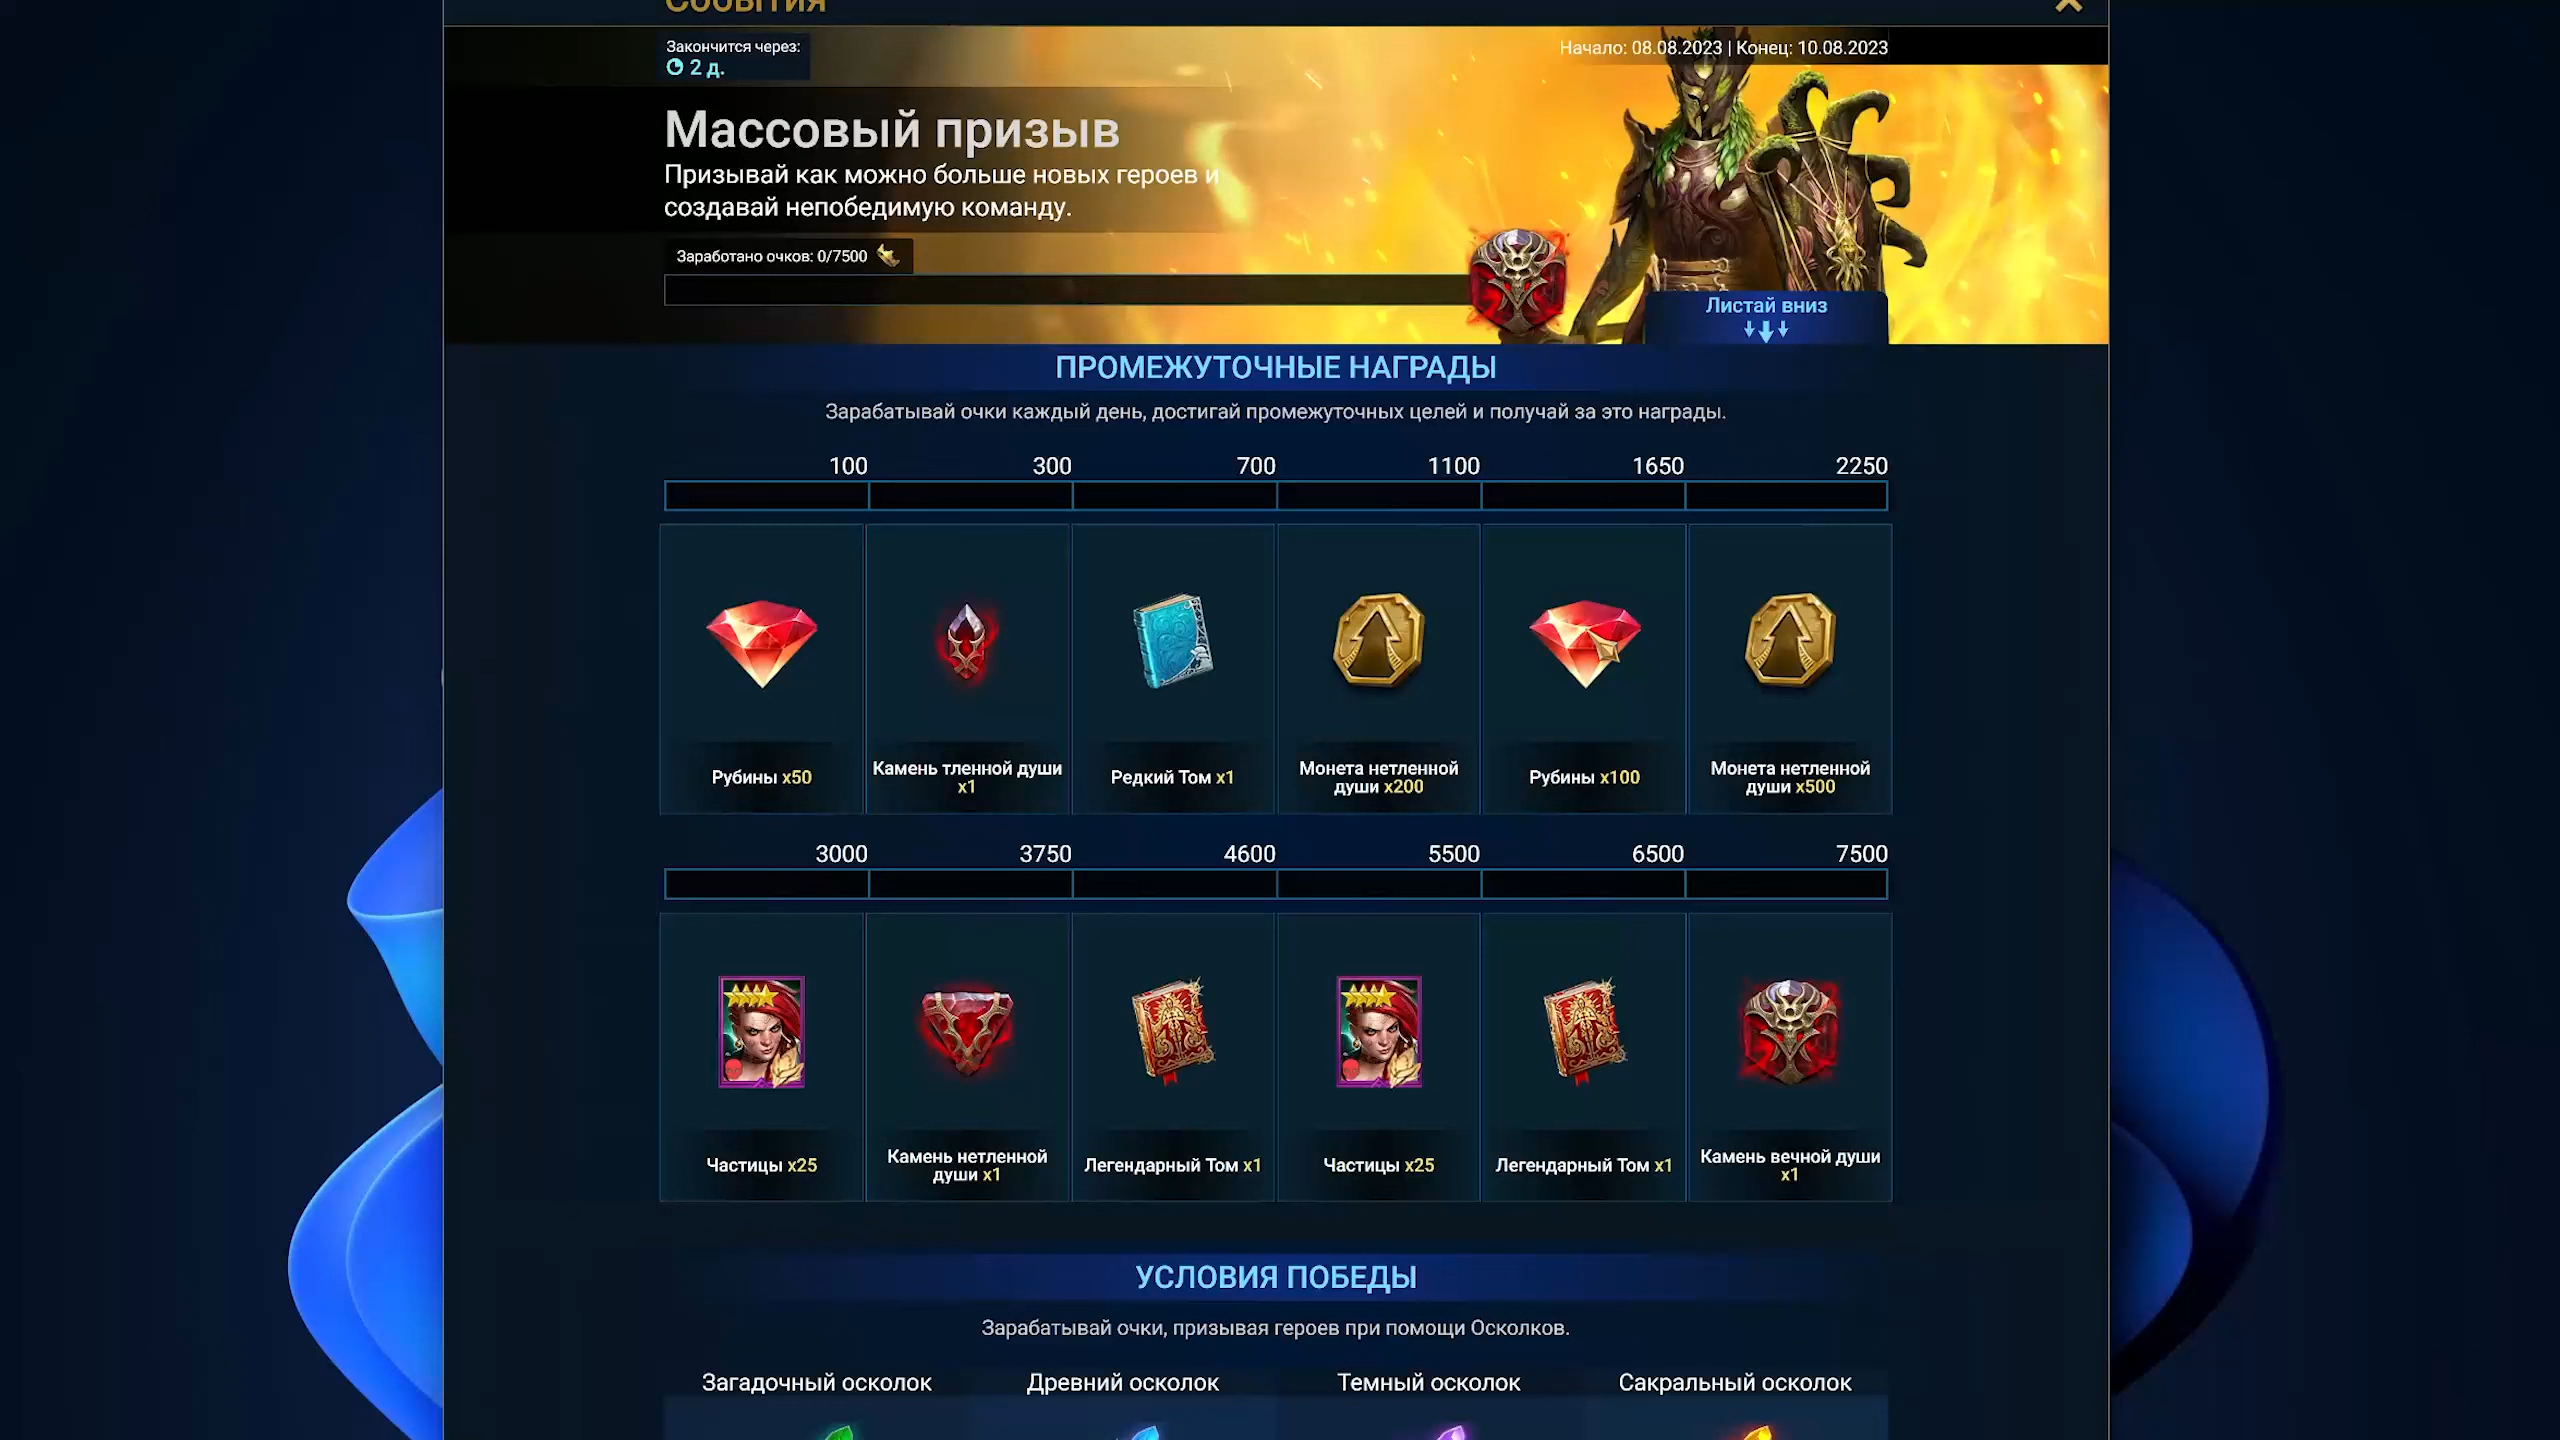 События
Закончится через:
2 д.
Начало: 08.08.2023 | Конец: 10.08.2023
Массовый призыв
Призывай как можно больше новых героев и
создавай непобедимую команду.
Заработано очков: 0/7500
Листай вниз
ПРОМЕЖУТОЧНЫЕ НАГРАДЫ
Зарабатывай очки каждый день, достигай промежуточных целей и получай за это награды.
100 300 700 1100 1650 2250
Рубины x50
Камень тленной души
x1
Редкий Том x1
Монета нетленной
души x200
Рубины x100
Монета нетленной
души x500
3000 3750 4600 5500 6500 7500
Частицы x25
Камень нетленной
души x1
Легендарный Том x1
Частицы x25
Легендарный Том x1
Камень вечной души
x1
УСЛОВИЯ ПОБЕДЫ
Зарабатывай очки, призывая героев при помощи Осколков.
Загадочный осколок
Древний осколок
Темный осколок
Сакральный осколок